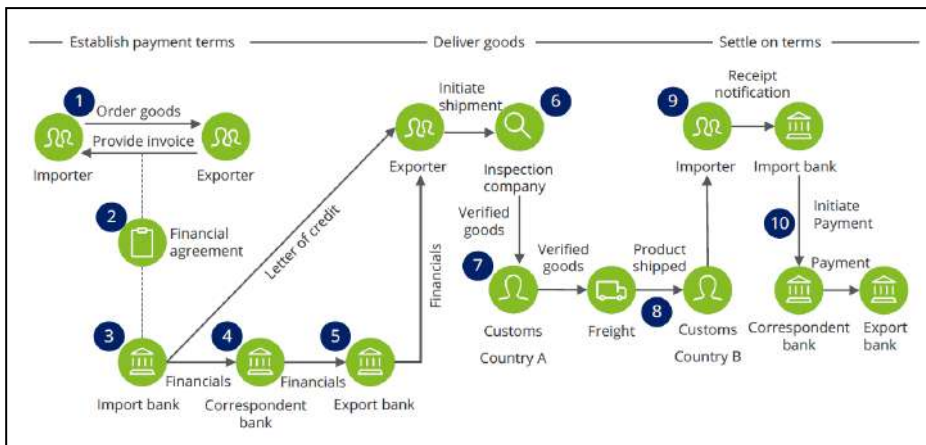 Establish payment terms
Deliver goods
Settle on terms
1
Order goods
Provide invoice
Importer
Exporter
2
Financial
agreement
3
Import bank
Financials
4
Correspondent
bank
Financials
5
Export bank
Letter of credit
Financials
Exporter
Initiate
shipment
6
Inspection
company
Verified
goods
7
Customs
Country A
Verified
goods
Freight
Product
shipped
8
Customs
Country B
9
Importer
Receipt
notification
Import bank
10
Initiate
Payment
Correspondent
bank
Payment
Export
bank